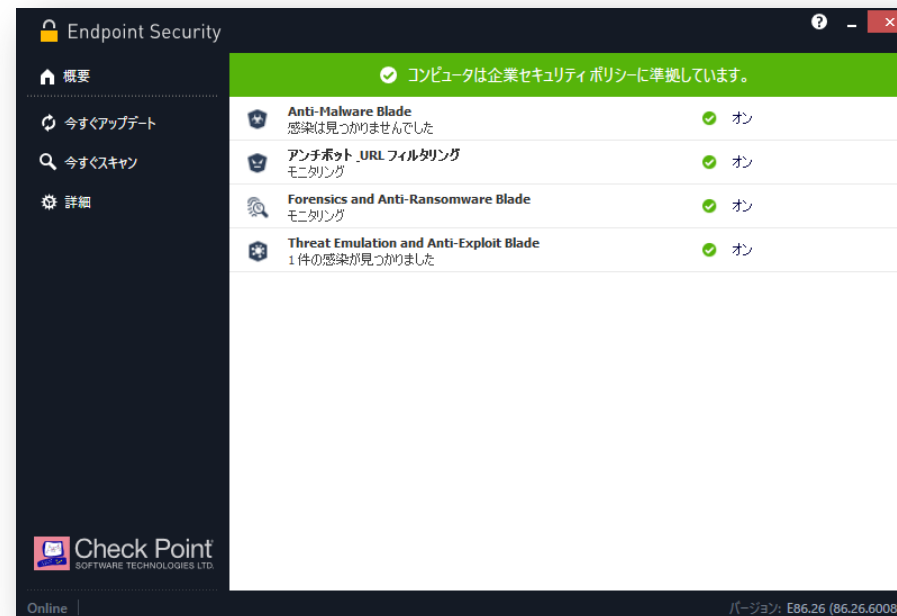 Endpoint Security
?
概要
今すぐアップデート
今すぐスキャン
詳細
コンピュータは企業セキュリティ ポリシーに準拠しています。
Anti-Malware Blade
感染は見つかりませんでした
オン
アンチボット_URL フィルタリング
モニタリング
オン
Forensics and Anti-Ransomware Blade
モニタリング
オン
Threat Emulation and Anti-Exploit Blade
1 件の感染が見つかりました
オン
Check Point
SOFTWARE TECHNOLOGIES LTD.
Online
バージョン: E86.26 (86.26.6008